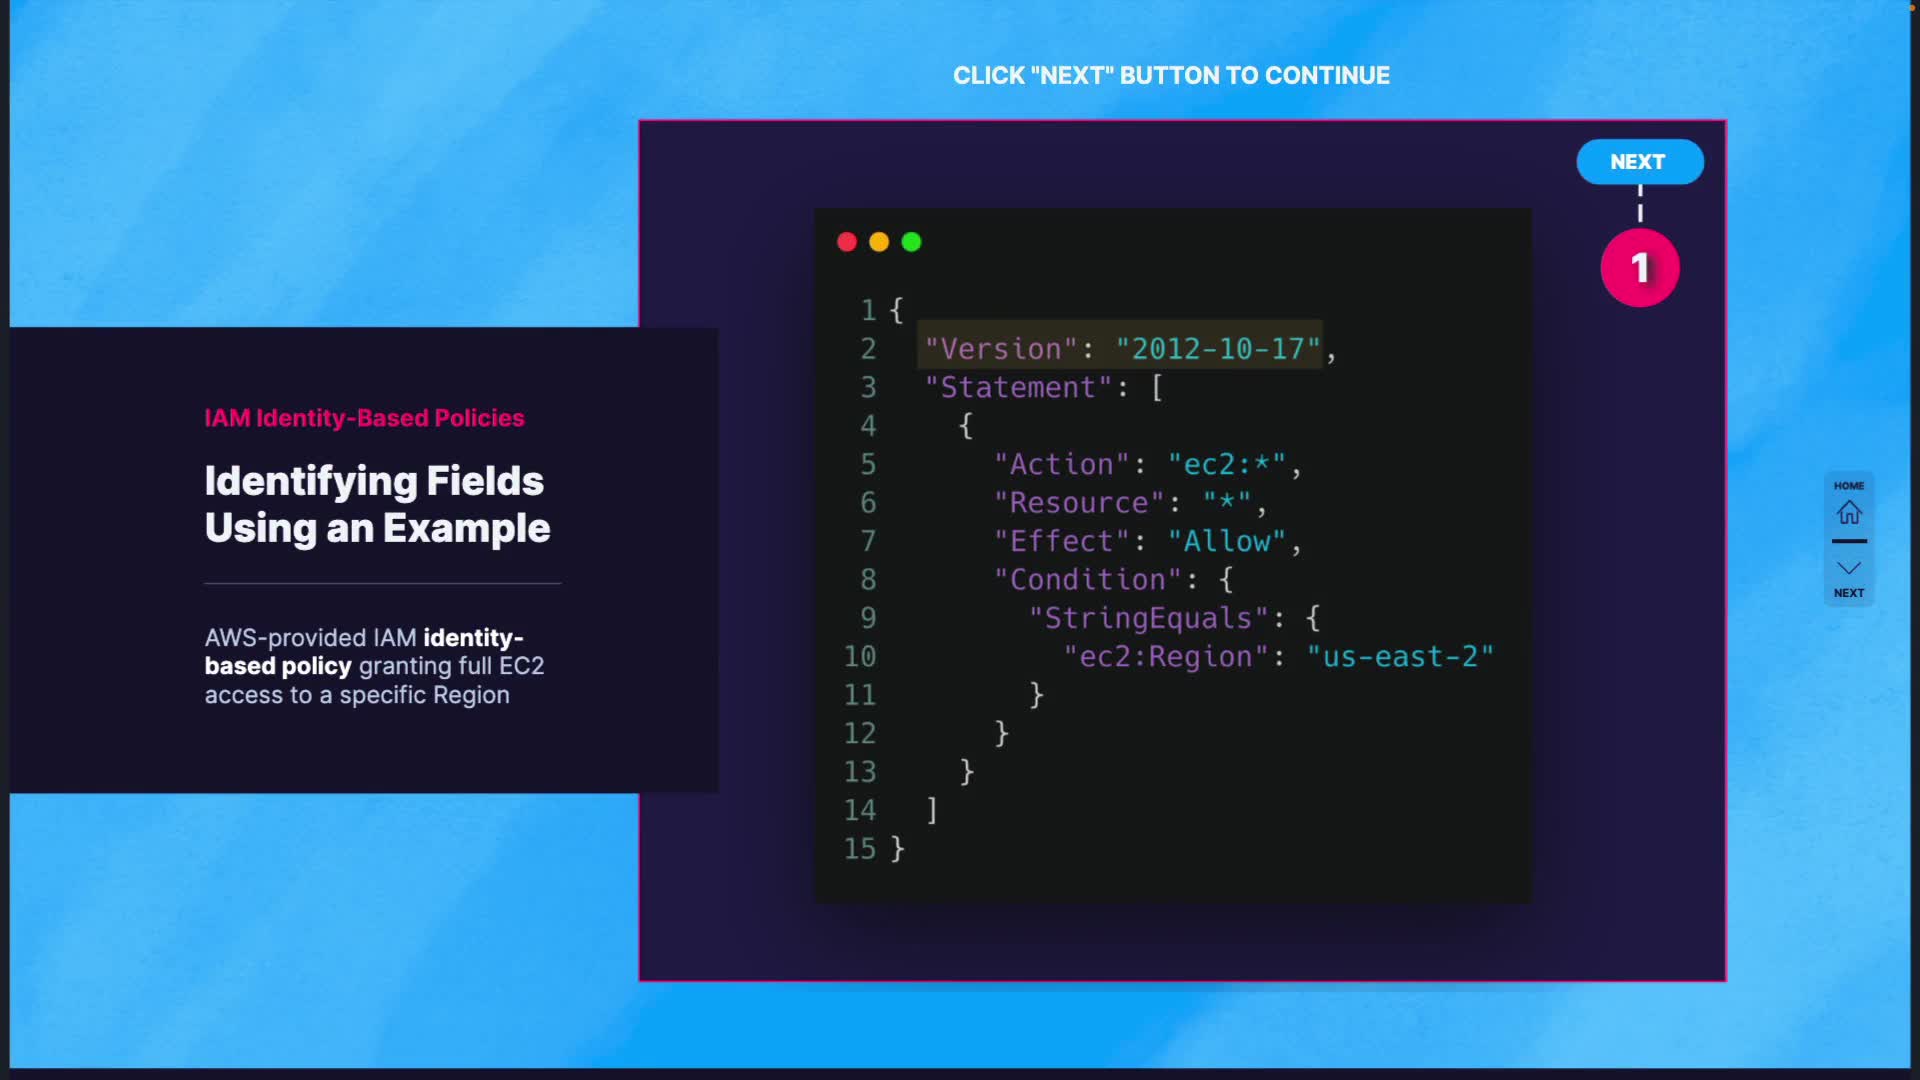 CLICK "NEXT" BUTTON TO CONTINUE
NEXT
1
IAM Identity-Based Policies
Identifying Fields
Using an Example
AWS-provided IAM identity-
based policy granting full EC2
access to a specific Region
1 {
2   "Version": "2012-10-17",
3   "Statement": [
4     {
5       "Action": "ec2:*",
6       "Resource": "*",
7       "Effect": "Allow",
8       "Condition": {
9         "StringEquals": {
10           "ec2:Region": "us-east-2"
11         }
12       }
13     }
14   ]
15 }
HOME
NEXT